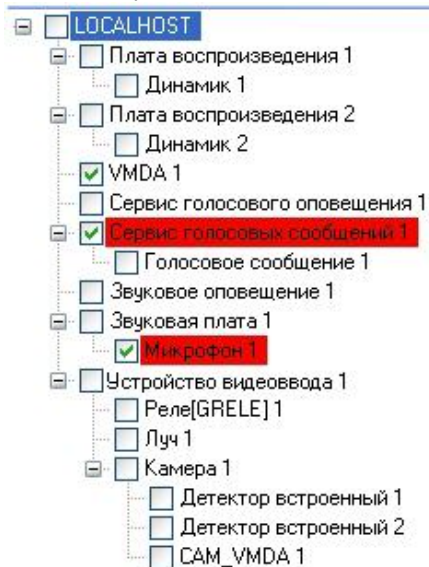 LOCALHOST
Плата воспроизведения 1
Динамик 1
Плата воспроизведения 2
Динамик 2
VMDA 1
Сервис голосового оповещения 1
Сервис голосовых сообщений 1
Голосовое сообщение 1
Звуковое оповещение 1
Звуковая плата 1
Микрофон 1
Устройство видеоввода 1
Реле[GRELE] 1
Луч 1
Камера 1
Детектор встроенный 1
Детектор встроенный 2
CAM_VMDA 1